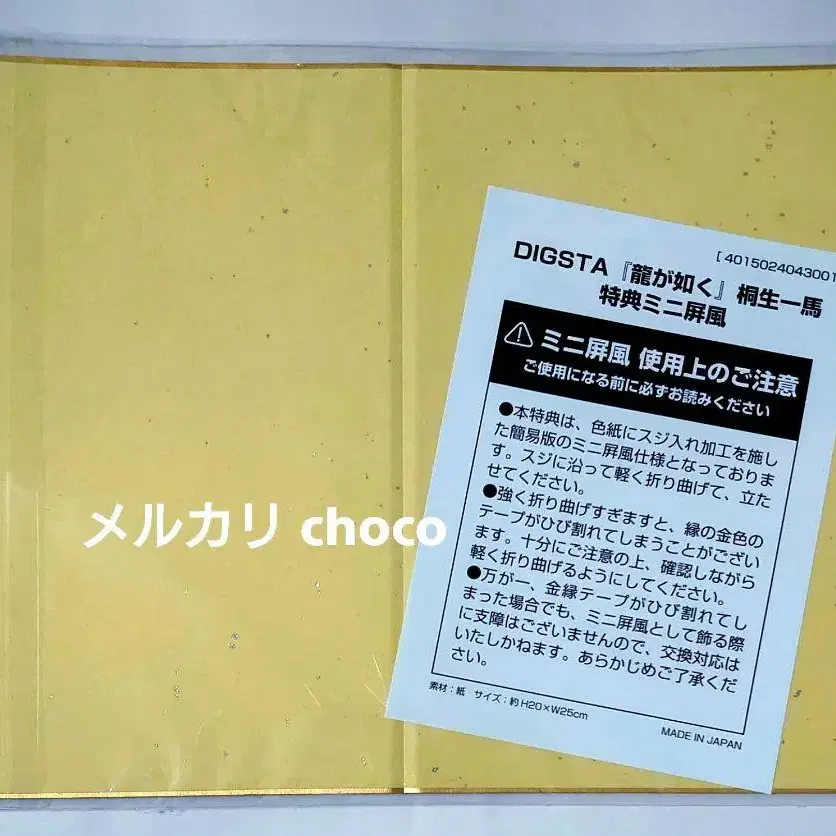 [ 4015024043001
DIGSTA『龍が如く』桐生一馬
特典ミニ屏風
ミニ屏風 使用上のご注意
ご使用になる前に必ずお読みください
●本特典は、色紙にスジ入れ加工を施し
た簡易版のミニ屏風仕様となっておりま
す。スジに沿って軽く折り曲げて、立た
せてください。
●強く折り曲げすぎますと、縁の金色の
テープがひび割れてしまうことがござい
ます。十分にご注意の上、確認しながら
軽く折り曲げるようにしてください。
●万が一、金縁テープがひび割れてし
まった場合でも、ミニ屏風として飾る際
に支障はございませんので、交換対応は
いたしかねます。あらかじめご了承くだ
さい。
素材：紙 サイズ：約H20×W25cm
MADE IN JAPAN
メルカリ choco